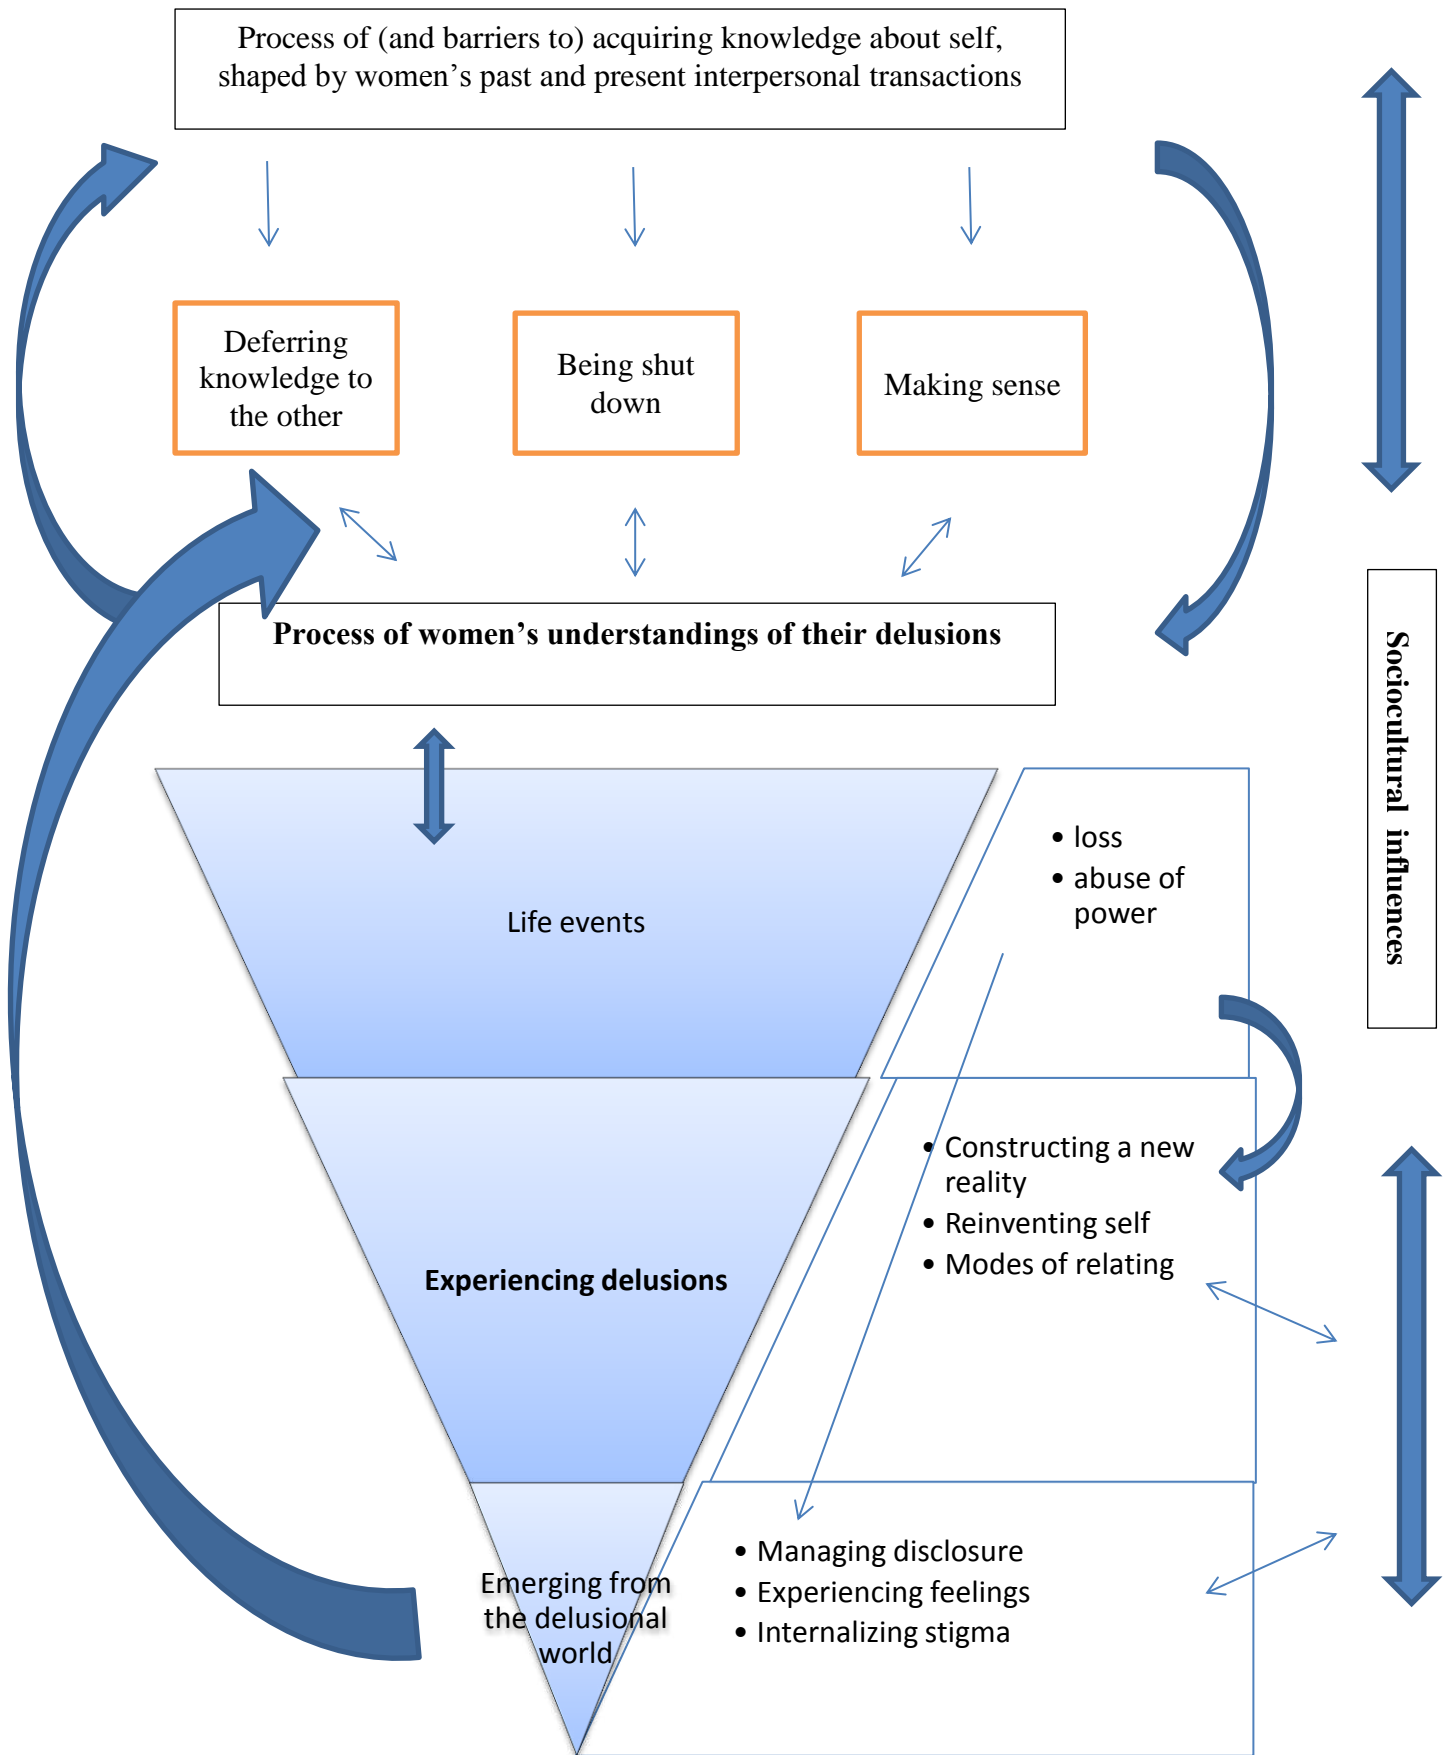 Process of (and barriers to) acquiring knowledge about self,
shaped by women’s past and present interpersonal transactions
Deferring
knowledge to
the other
Being shut
down
Making sense
Process of women’s understandings of their delusions
Sociocultural influences
Life events
• loss
• abuse of
power
Experiencing delusions
• Constructing a new
reality
• Reinventing self
• Modes of relating
Emerging from
the delusional
world
• Managing disclosure
• Experiencing feelings
• Internalizing stigma